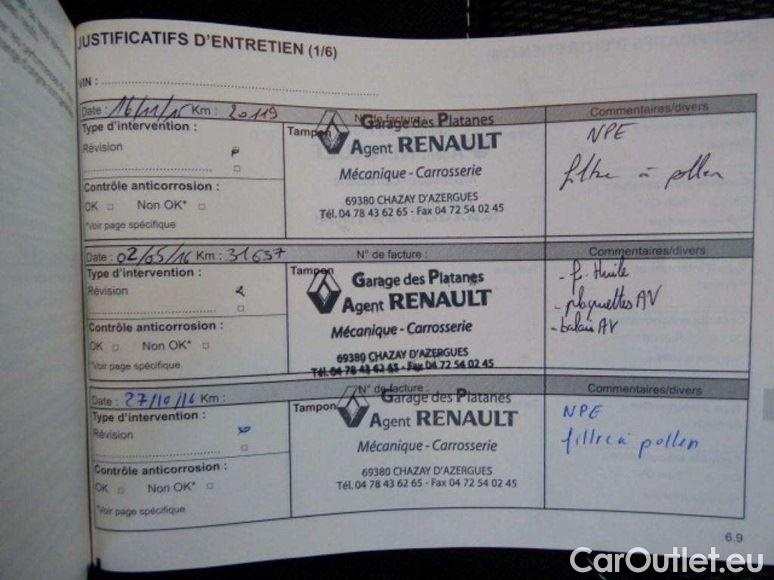 JUSTIFICATIFS D'ENTRETIEN (1/6)
VIN :
Date : 16/11/15 Km : 20119 N° de facture :
Commentaires/divers
Type d'intervention :
Révision
Contrôle anticorrosion :
OK □ Non OK* □
*Voir page spécifique
Tampon
Garage des Platanes
Agent RENAULT
Mécanique - Carrosserie
69380 CHAZAY D'AZERGUES
Tél. 04 78 43 62 65 - Fax 04 72 54 02 45
NPE
filtre à pollen
Date : 02/05/16 Km : 31637 N° de facture :
Commentaires/divers
Type d'intervention :
Révision
Contrôle anticorrosion :
OK □ Non OK* □
*Voir page spécifique
Tampon
Garage des Platanes
Agent RENAULT
Mécanique - Carrosserie
69380 CHAZAY D'AZERGUES
Tél. 04 78 43 62 65 - Fax 04 72 54 02 45
- fi. Huile
- plaquettes AV
- balais AV
Date : 27/10/16 Km : N° de facture :
Commentaires/divers
Type d'intervention :
Révision
Contrôle anticorrosion :
OK □ Non OK* □
*Voir page spécifique
Tampon
Garage des Platanes
Agent RENAULT
Mécanique - Carrosserie
69380 CHAZAY D'AZERGUES
Tél. 04 78 43 62 65 - Fax 04 72 54 02 45
NPE
filtre à pollen
6.9
CarOutlet.eu